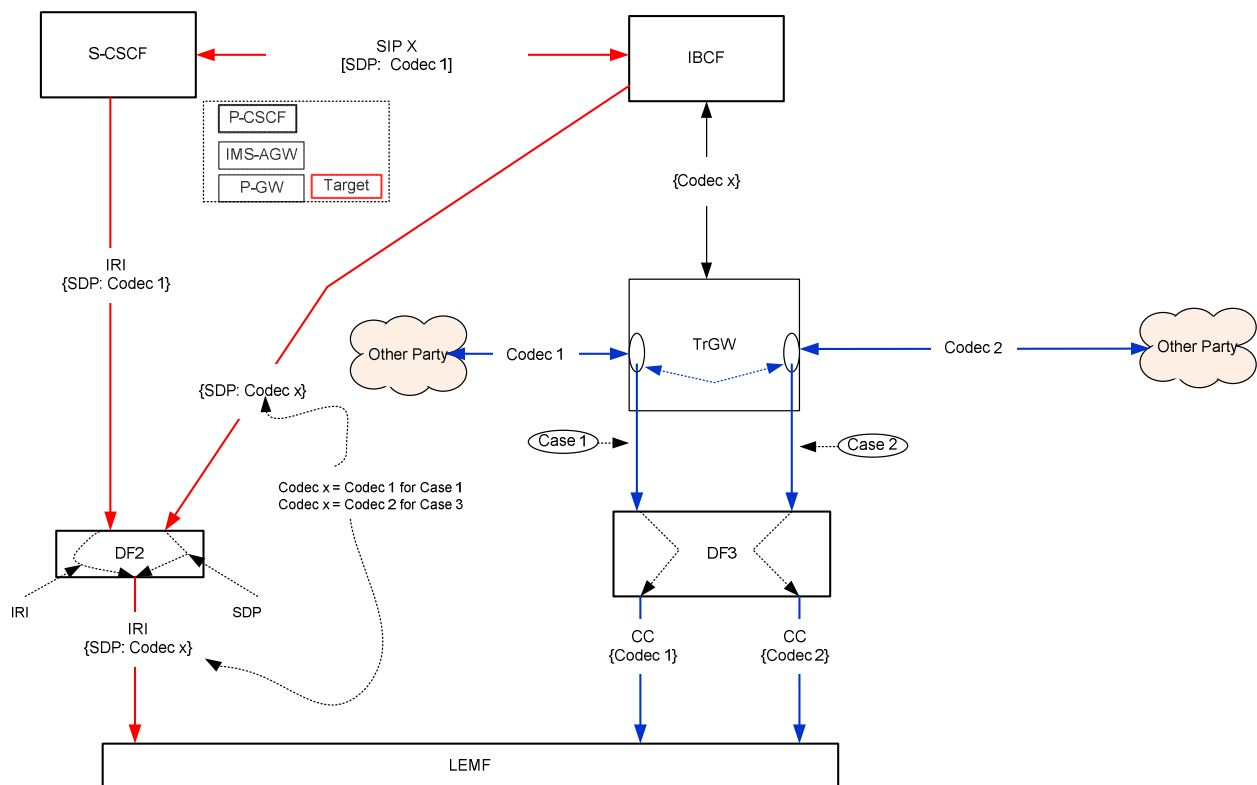 S-CSCF
SIP X
[SDP: Codec 1]
IBCF
P-CSCF
IMS-AGW
P-GW
Target
{Codec x}
IRI
{SDP: Codec 1}
Other Party
Codec 1
TrGW
Codec 2
Other Party
{SDP: Codec x}
Case 1
Case 2
Codec x = Codec 1 for Case 1
Codec x = Codec 2 for Case 3
DF2
DF3
IRI
SDP
IRI
{SDP: Codec x}
CC
{Codec 1}
CC
{Codec 2}
LEMF